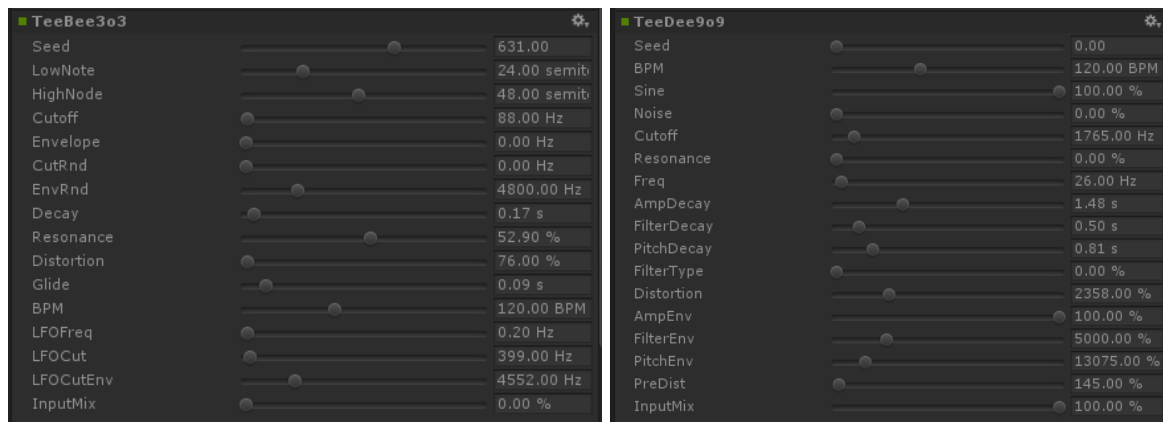 TeeBee3o3
Seed 631.00
LowNote 24.00 semit
HighNode 48.00 semit
Cutoff 88.00 Hz
Envelope 0.00 Hz
CutRnd 0.00 Hz
EnvRnd 4800.00 Hz
Decay 0.17 s
Resonance 52.90 %
Distortion 76.00 %
Glide 0.09 s
BPM 120.00 BPM
LFOFreq 0.20 Hz
LFOCut 399.00 Hz
LFOCutEnv 4552.00 Hz
InputMix 0.00 %
TeeDee9o9
Seed 0.00
BPM 120.00 BPM
Sine 100.00 %
Noise 0.00 %
Cutoff 1765.00 Hz
Resonance 0.00 %
Freq 26.00 Hz
AmpDecay 1.48 s
FilterDecay 0.50 s
PitchDecay 0.81 s
FilterType 0.00 %
Distortion 2358.00 %
AmpEnv 100.00 %
FilterEnv 5000.00 %
PitchEnv 13075.00 %
PreDist 145.00 %
InputMix 100.00 %